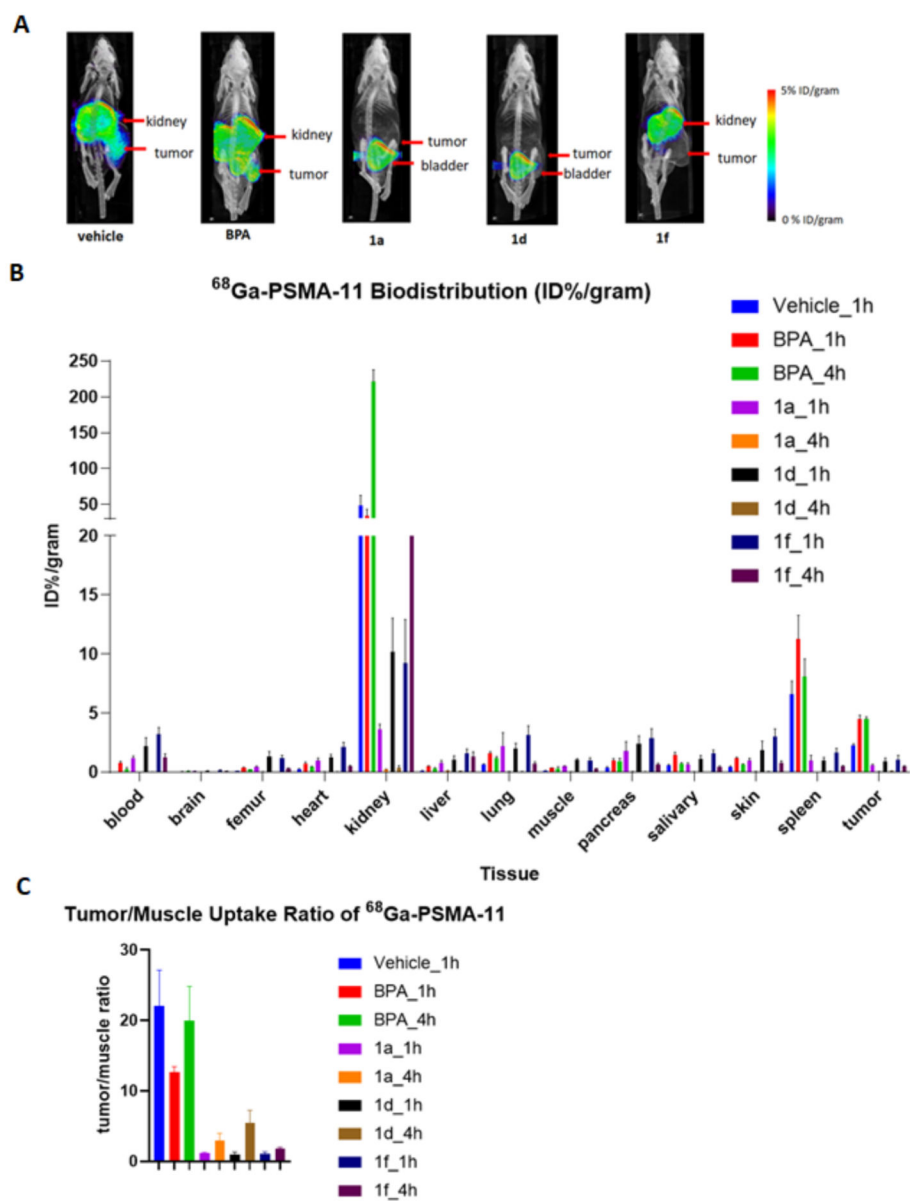 A
kidney
tumor
vehicle
kidney
tumor
BPA
tumor
bladder
1a
tumor
bladder
1d
kidney
tumor
1f
5% ID/gram
0 % ID/gram
B
⁶⁸Ga-PSMA-11 Biodistribution (ID%/gram)
Vehicle_1h
BPA_1h
BPA_4h
1a_1h
1a_4h
1d_1h
1d_4h
1f_1h
1f_4h
ID%/gram
250
200
150
100
50
20
15
10
5
0
blood
brain
femur
heart
kidney
liver
lung
muscle
pancreas
salivary
skin
spleen
tumor
Tissue
C
Tumor/Muscle Uptake Ratio of ⁶⁸Ga-PSMA-11
tumor/muscle ratio
30
20
10
0
Vehicle_1h
BPA_1h
BPA_4h
1a_1h
1a_4h
1d_1h
1d_4h
1f_1h
1f_4h